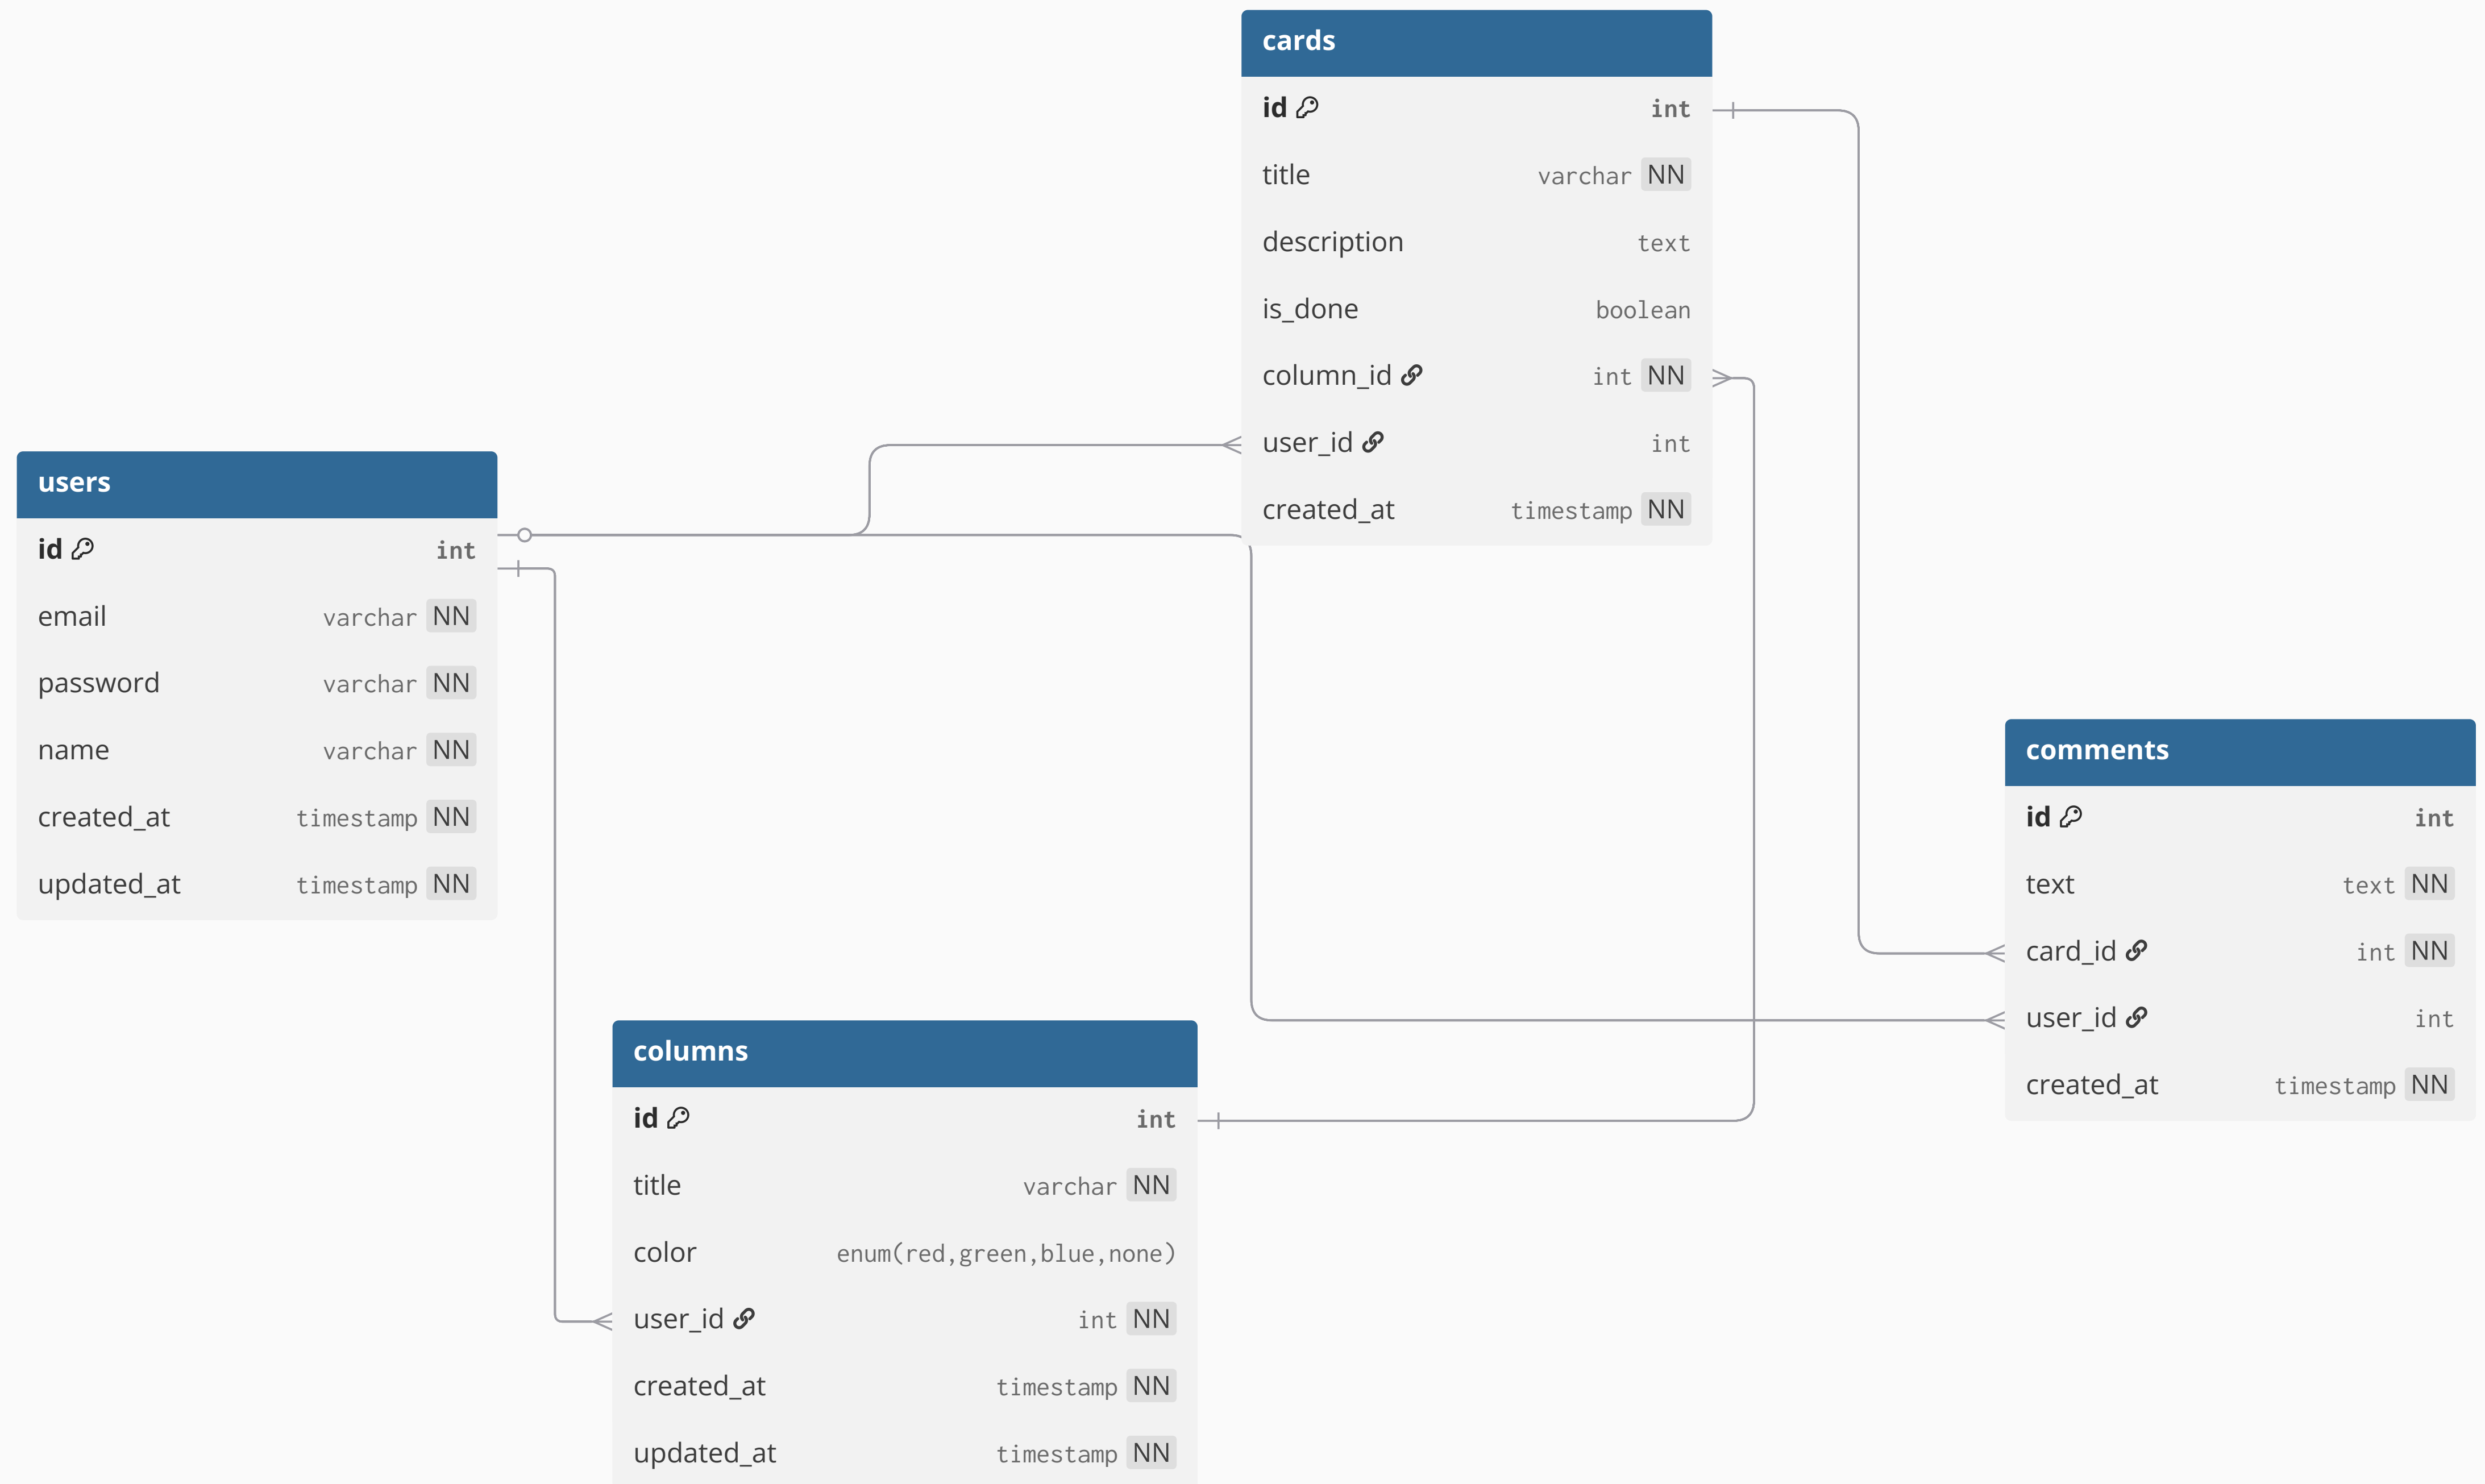 cards
id int
title varchar NN
description text
is_done boolean
column_id int NN
user_id int
created_at timestamp NN
users
id int
email varchar NN
password varchar NN
name varchar NN
created_at timestamp NN
updated_at timestamp NN
comments
id int
text text NN
card_id int NN
user_id int
created_at timestamp NN
columns
id int
title varchar NN
color enum(red,green,blue,none)
user_id int NN
created_at timestamp NN
updated_at timestamp NN